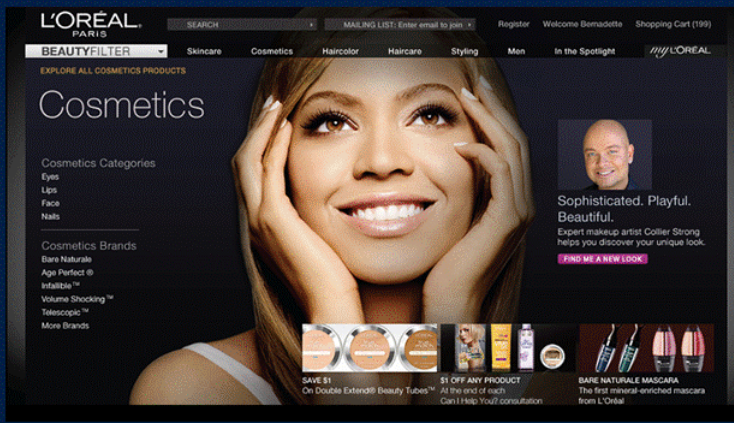 L'ORÉAL
PARIS
SEARCH
MAILING LIST: Enter email to join
Register
Welcome Bernadette
Shopping Cart (199)
BEAUTYFILTER
Skincare
Cosmetics
Haircolor
Haircare
Styling
Men
In the Spotlight
my L'ORÉAL
EXPLORE ALL COSMETICS PRODUCTS
Cosmetics
Cosmetics Categories
Eyes
Lips
Face
Nails
Cosmetics Brands
Bare Naturale
Age Perfect ®
Infallible™
Volume Shocking™
Telescopic™
More Brands
Sophisticated. Playful.
Beautiful.
Expert makeup artist Collier Strong
helps you discover your unique look.
FIND ME A NEW LOOK
SAVE $1
On Double Extend® Beauty Tubes™
$1 OFF ANY PRODUCT
At the end of each
Can I Help You? consultation
BARE NATURALE MASCARA
The first mineral-enriched mascara
from L'Oréal